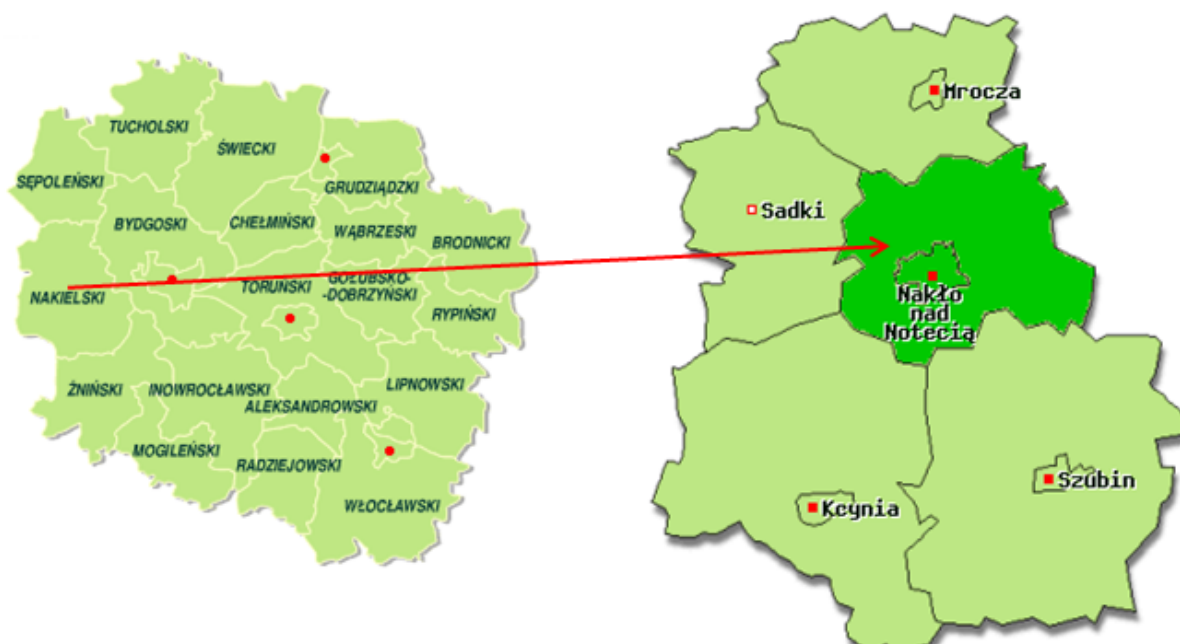 TUCHOLSKI
ŚWIECKI
SĘPOLEŃSKI
GRUDZIĄDZKI
BYDGOSKI
CHEŁMIŃSKI
WĄBRZESKI
BRODNICKI
NAKIELSKI
TORUŃSKI
GOŁUBSKO-
-DOBRZYŃSKI
RYPIŃSKI
ŻNIŃSKI
INOWROCŁAWSKI
LIPNOWSKI
ALEKSANDROWSKI
MOGILEŃSKI
RADZIEJOWSKI
WŁOCŁAWSKI
Mrocza
Sadki
Nakło
nad
Notecią
Kcynia
Szubin